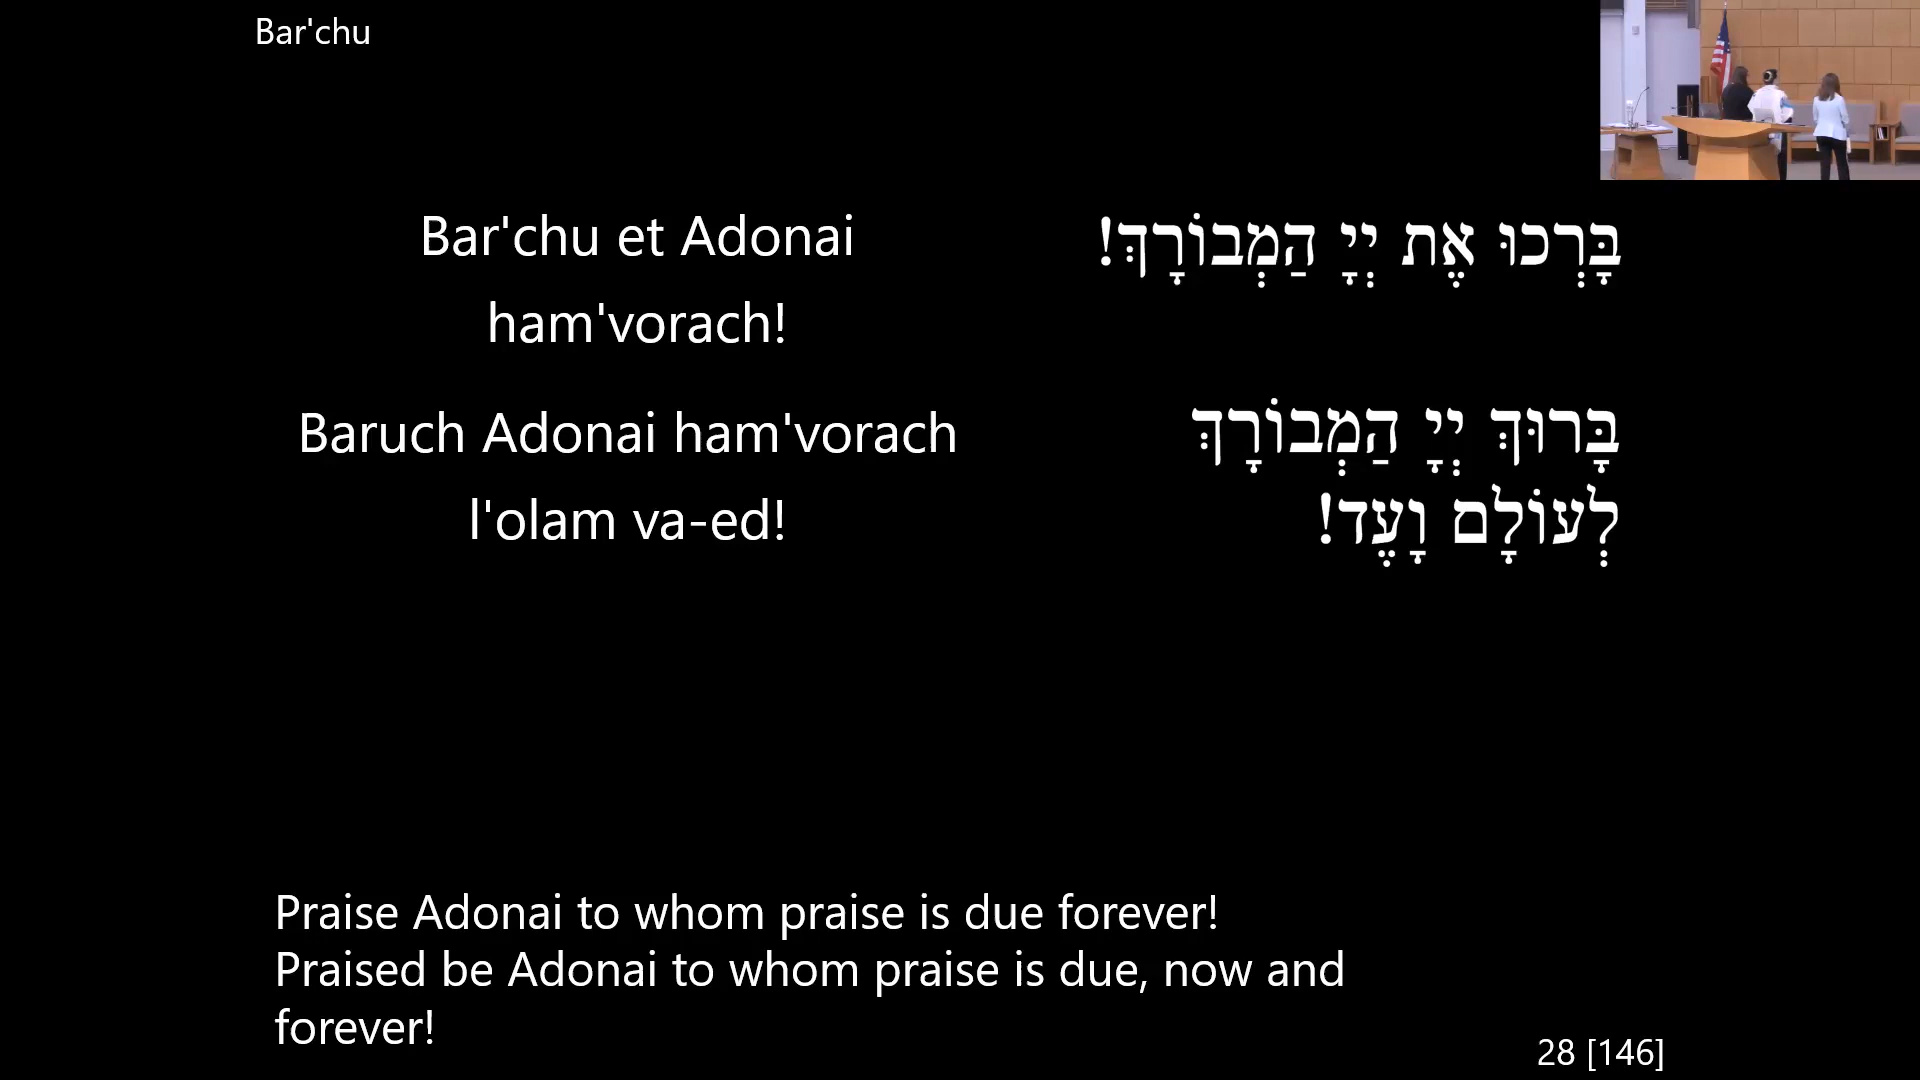 Bar'chu
Bar'chu et Adonai
ham'vorach!
בָּרְכוּ אֶת יְיָ הַמְבוֹרָךְ!
Baruch Adonai ham'vorach
l'olam va-ed!
בָּרוּךְ יְיָ הַמְבוֹרָךְ
לְעוֹלָם וָעֶד!
Praise Adonai to whom praise is due forever!
Praised be Adonai to whom praise is due, now and
forever!
28 [146]